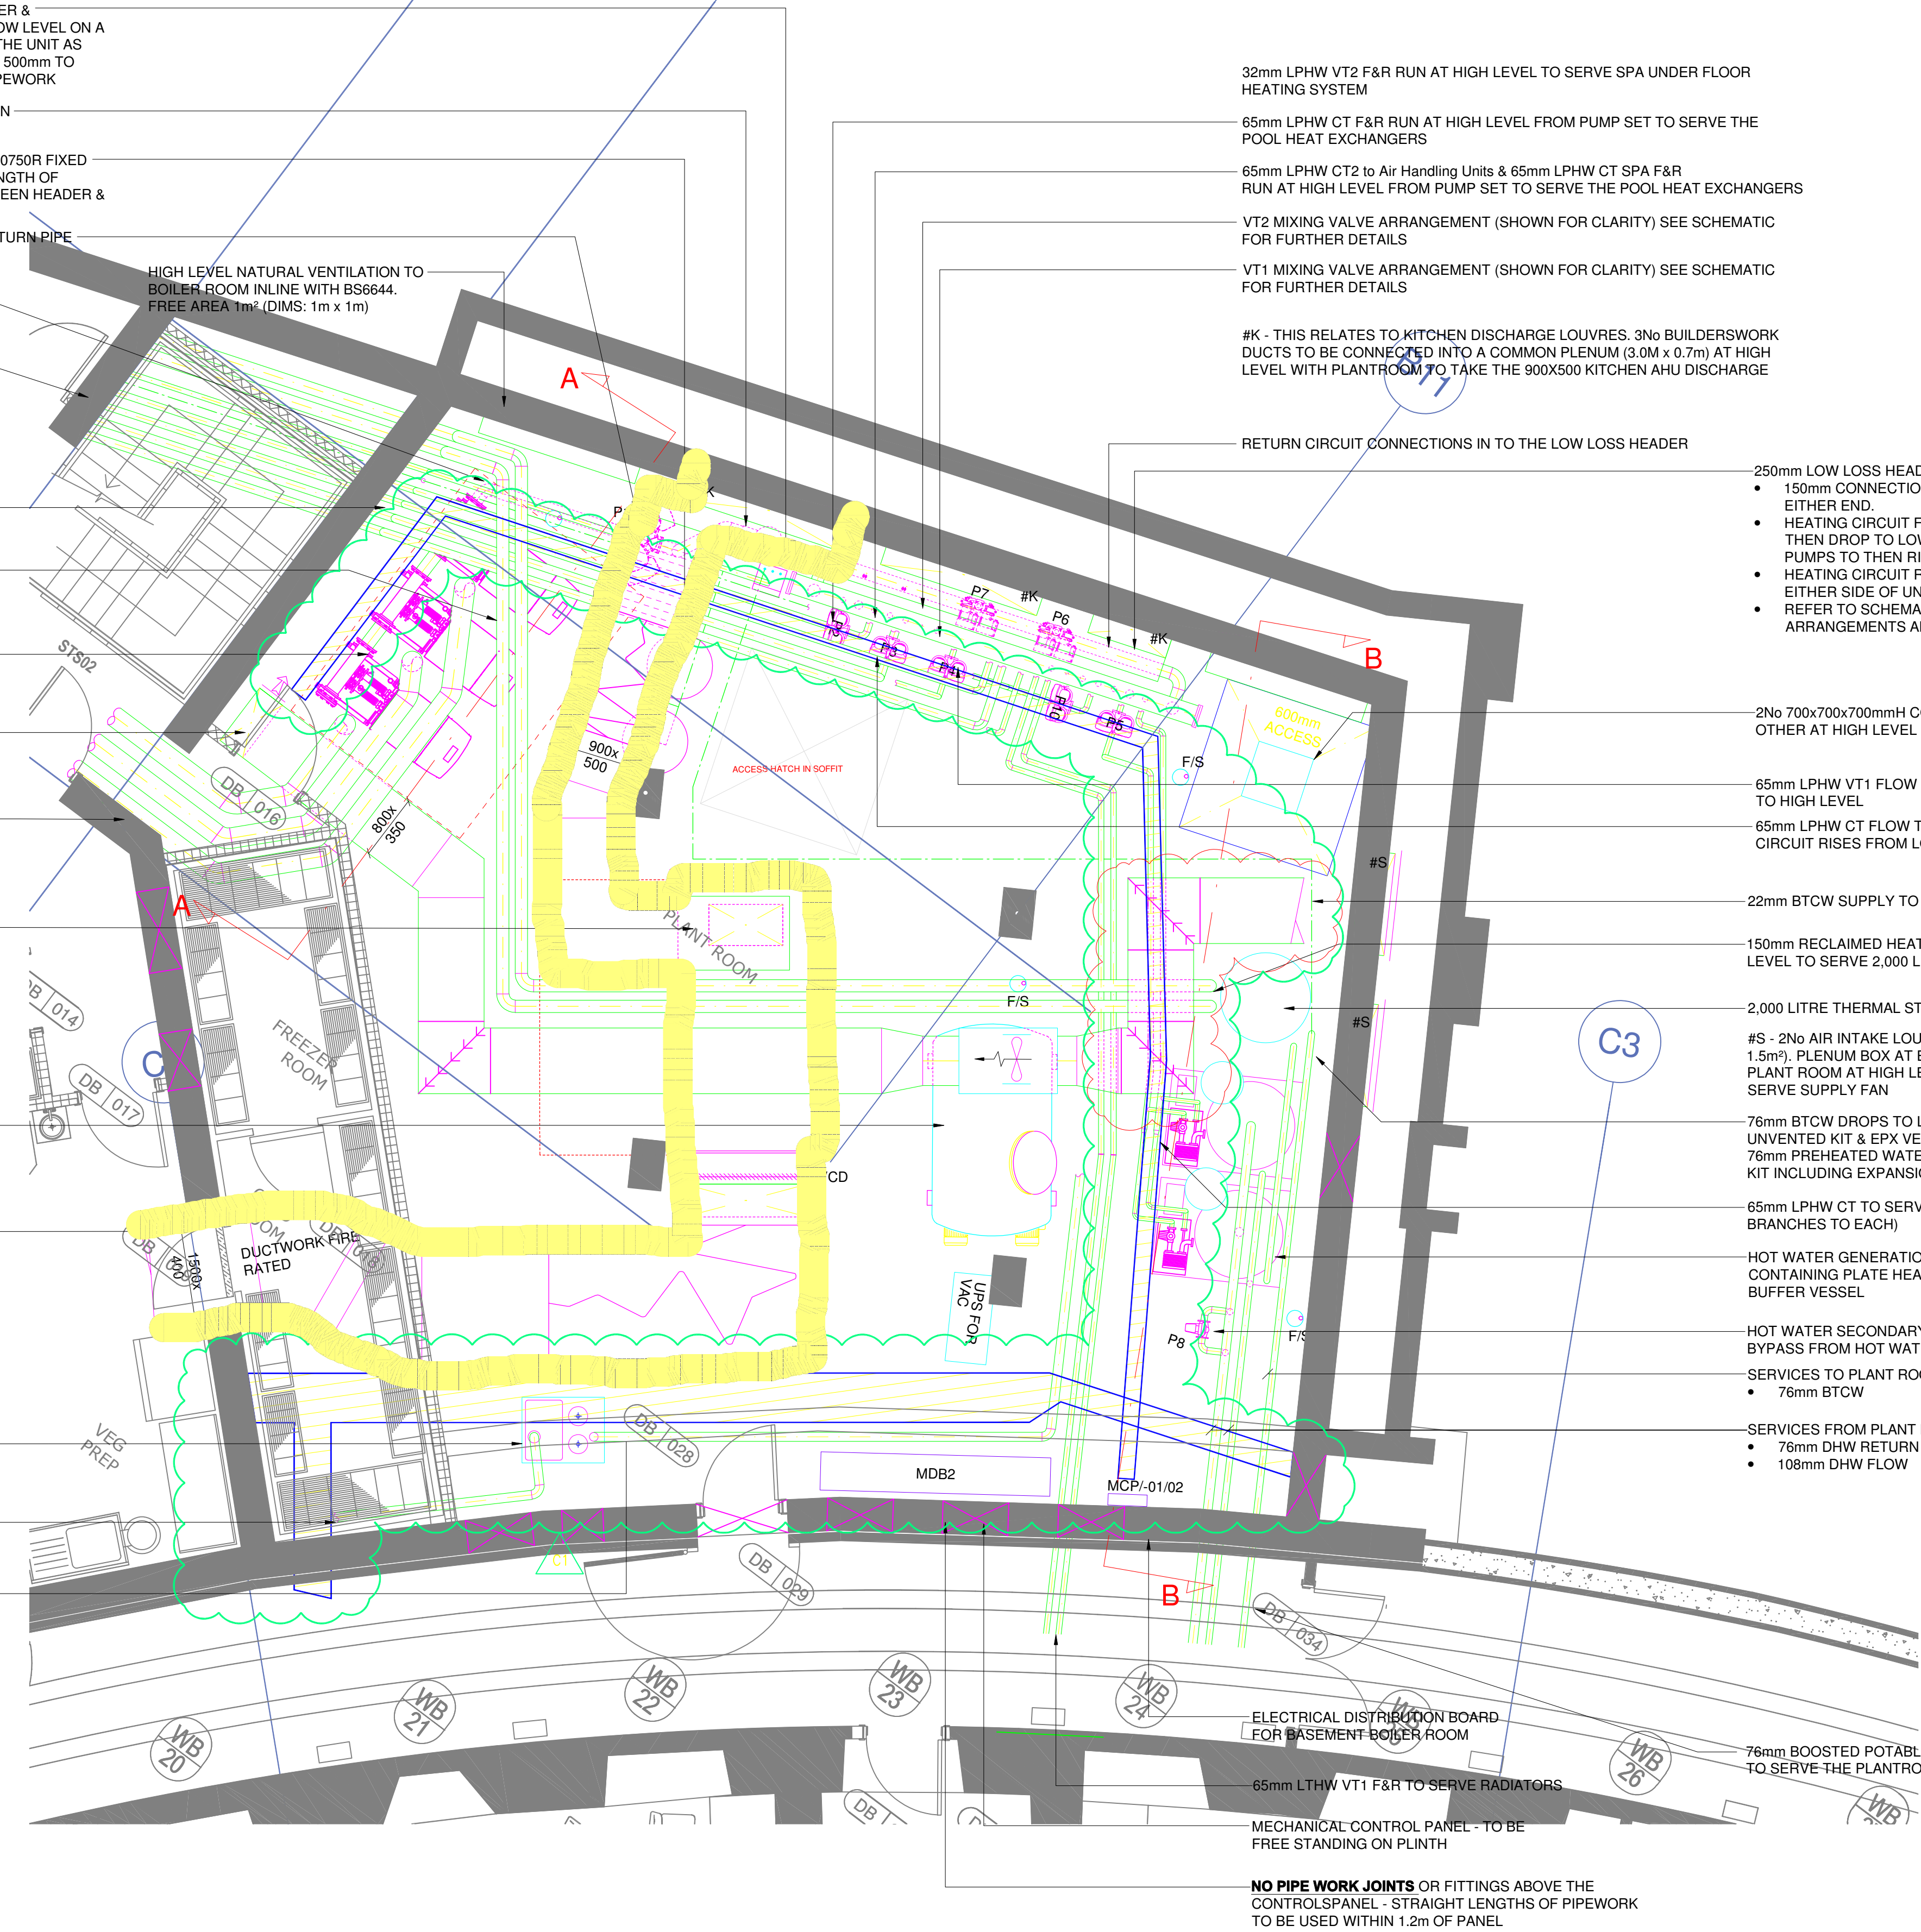 ER &
OW LEVEL ON A
THE UNIT AS
500mm TO
PEWORK
N
0750R FIXED
NGTH OF
EEN HEADER &
TURN PIPE
HIGH LEVEL NATURAL VENTILATION TO
BOILER ROOM INLINE WITH BS6644.
FREE AREA 1m² (DIMS: 1m x 1m)
32mm LPHW VT2 F&R RUN AT HIGH LEVEL TO SERVE SPA UNDER FLOOR
HEATING SYSTEM
65mm LPHW CT F&R RUN AT HIGH LEVEL FROM PUMP SET TO SERVE THE
POOL HEAT EXCHANGERS
65mm LPHW CT2 to Air Handling Units & 65mm LPHW CT SPA F&R
RUN AT HIGH LEVEL FROM PUMP SET TO SERVE THE POOL HEAT EXCHANGERS
VT2 MIXING VALVE ARRANGEMENT (SHOWN FOR CLARITY) SEE SCHEMATIC
FOR FURTHER DETAILS
VT1 MIXING VALVE ARRANGEMENT (SHOWN FOR CLARITY) SEE SCHEMATIC
FOR FURTHER DETAILS
#K - THIS RELATES TO KITCHEN DISCHARGE LOUVRES. 3No BUILDERSWORK
DUCTS TO BE CONNECTED INTO A COMMON PLENUM (3.0M x 0.7m) AT HIGH
LEVEL WITH PLANTROOM TO TAKE THE 900X500 KITCHEN AHU DISCHARGE
B11
RETURN CIRCUIT CONNECTIONS IN TO THE LOW LOSS HEADER
250mm LOW LOSS HEAD
• 150mm CONNECTIO
EITHER END.
• HEATING CIRCUIT F
THEN DROP TO LOW
PUMPS TO THEN RI
• HEATING CIRCUIT R
EITHER SIDE OF UN
• REFER TO SCHEMA
ARRANGEMENTS A
2No 700x700x700mmH C
OTHER AT HIGH LEVEL
65mm LPHW VT1 FLOW
TO HIGH LEVEL
65mm LPHW CT FLOW T
CIRCUIT RISES FROM L
22mm BTCW SUPPLY TO
150mm RECLAIMED HEAT
LEVEL TO SERVE 2,000 L
2,000 LITRE THERMAL ST
#S - 2No AIR INTAKE LOU
1.5m²). PLENUM BOX AT E
PLANT ROOM AT HIGH LE
SERVE SUPPLY FAN
76mm BTCW DROPS TO L
UNVENTED KIT & EPX VE
76mm PREHEATED WATE
KIT INCLUDING EXPANSI
65mm LPHW CT TO SERV
BRANCHES TO EACH)
HOT WATER GENERATIO
CONTAINING PLATE HEA
BUFFER VESSEL
HOT WATER SECONDARY
BYPASS FROM HOT WAT
SERVICES TO PLANT RO
• 76mm BTCW
SERVICES FROM PLANT
• 76mm DHW RETURN
• 108mm DHW FLOW
76mm BOOSTED POTABL
TO SERVE THE PLANTRO
A
K
P7
#K
P6
#K
B
P2
P3
P4
P10
P5
600mm
ACCESS
F/S
900x
500
ACCESS HATCH IN SOFFIT
800x
350
STS02
DB 016
A
PLANT ROOM
#S
F/S
#S
C3
DB 014
C
FREEZER
ROOM
DB 017
CD
DUCTWORK FIRE
RATED
1500x
400
UPS FOR
VAC
P8
F/S
VEG
PREP
DB 028
MDB2
MCP/-01/02
C1
DB 029
B
DB 034
WB
20
WB
21
WB
22
WB
23
WB
24
WB
WB
26
WB
DB
ELECTRICAL DISTRIBUTION BOARD
FOR BASEMENT BOILER ROOM
65mm LTHW VT1 F&R TO SERVE RADIATORS
MECHANICAL CONTROL PANEL - TO BE
FREE STANDING ON PLINTH
NO PIPE WORK JOINTS OR FITTINGS ABOVE THE
CONTROLSPANEL - STRAIGHT LENGTHS OF PIPEWORK
TO BE USED WITHIN 1.2m OF PANEL